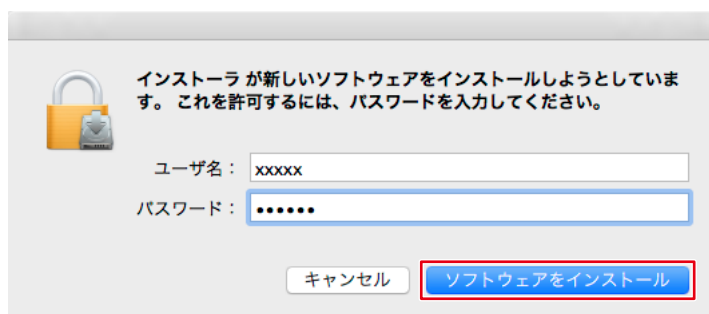 インストーラ が新しいソフトウェアをインストールしようとしていま
す。 これを許可するには、パスワードを入力してください。
ユーザ名： xxxxx
パスワード： ••••••
キャンセル ソフトウェアをインストール